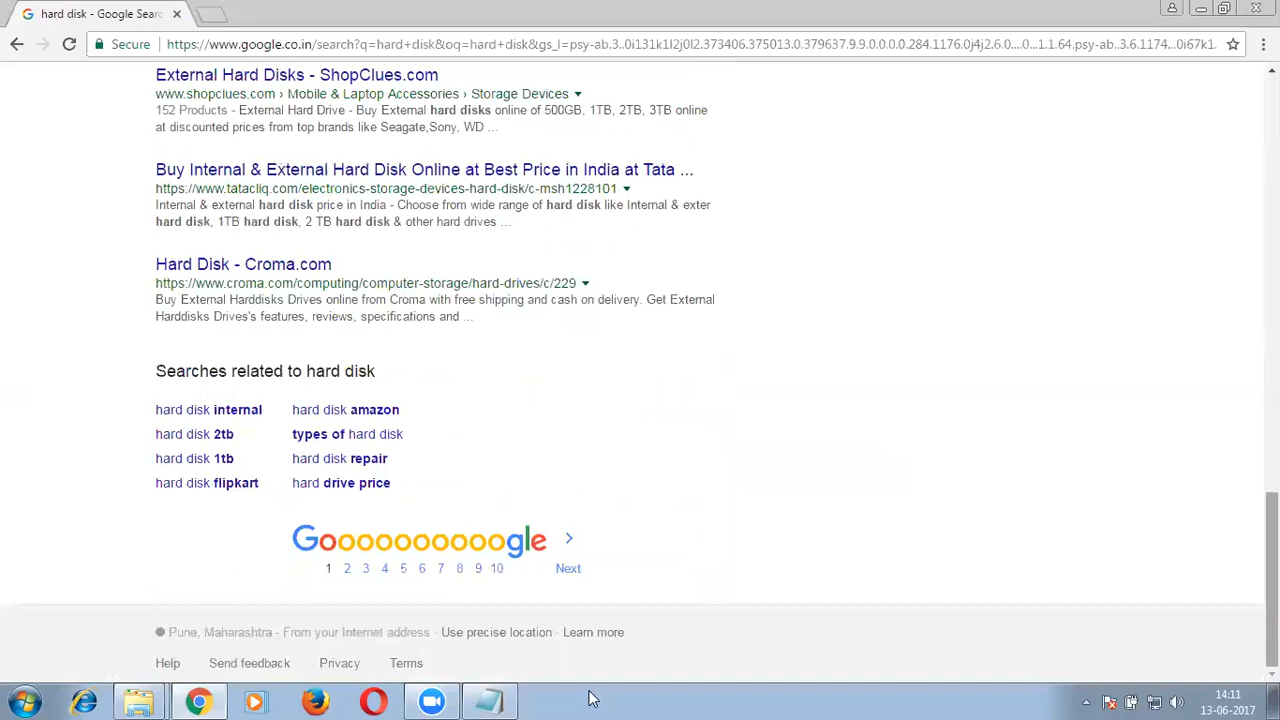 hard disk - Google Sear
Secure
https://www.google.co.in/search?q=hard+disk&oq=hard+disk&gs_l=psy-ab.3..0i131k1l2j0l2.373406.375013.0.379637.9.9.0.0.0.0.284.1176.0j4j2.6.0....0...1.1.64.psy-ab..3.6.1174...0i67k1.
External Hard Disks - ShopClues.com
www.shopclues.com › Mobile & Laptop Accessories › Storage Devices
152 Products - External Hard Drive - Buy External hard disks online of 500GB, 1TB, 2TB, 3TB online
at discounted prices from top brands like Seagate,Sony, WD ...
Buy Internal & External Hard Disk Online at Best Price in India at Tata ...
https://www.tatacliq.com/electronics-storage-devices-hard-disk/c-msh1228101
Internal & external hard disk price in India - Choose from wide range of hard disk like Internal & exter
hard disk, 1TB hard disk, 2 TB hard disk & other hard drives ...
Hard Disk - Croma.com
https://www.croma.com/computing/computer-storage/hard-drives/c/229
Buy External Harddisks Drives online from Croma with free shipping and cash on delivery. Get External
Harddisks Drives's features, reviews, specifications and ...
Searches related to hard disk
hard disk internal hard disk amazon
hard disk 2tb types of hard disk
hard disk 1tb hard disk repair
hard disk flipkart hard drive price
Goooooooooogle
1 2 3 4 5 6 7 8 9 10 Next
Pune, Maharashtra - From your Internet address - Use precise location - Learn more
Help Send feedback Privacy Terms
14:11
13-06-2017